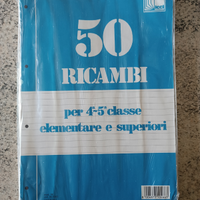 50
RICAMBI
per 4ª-5ª classe
elementare e superiori